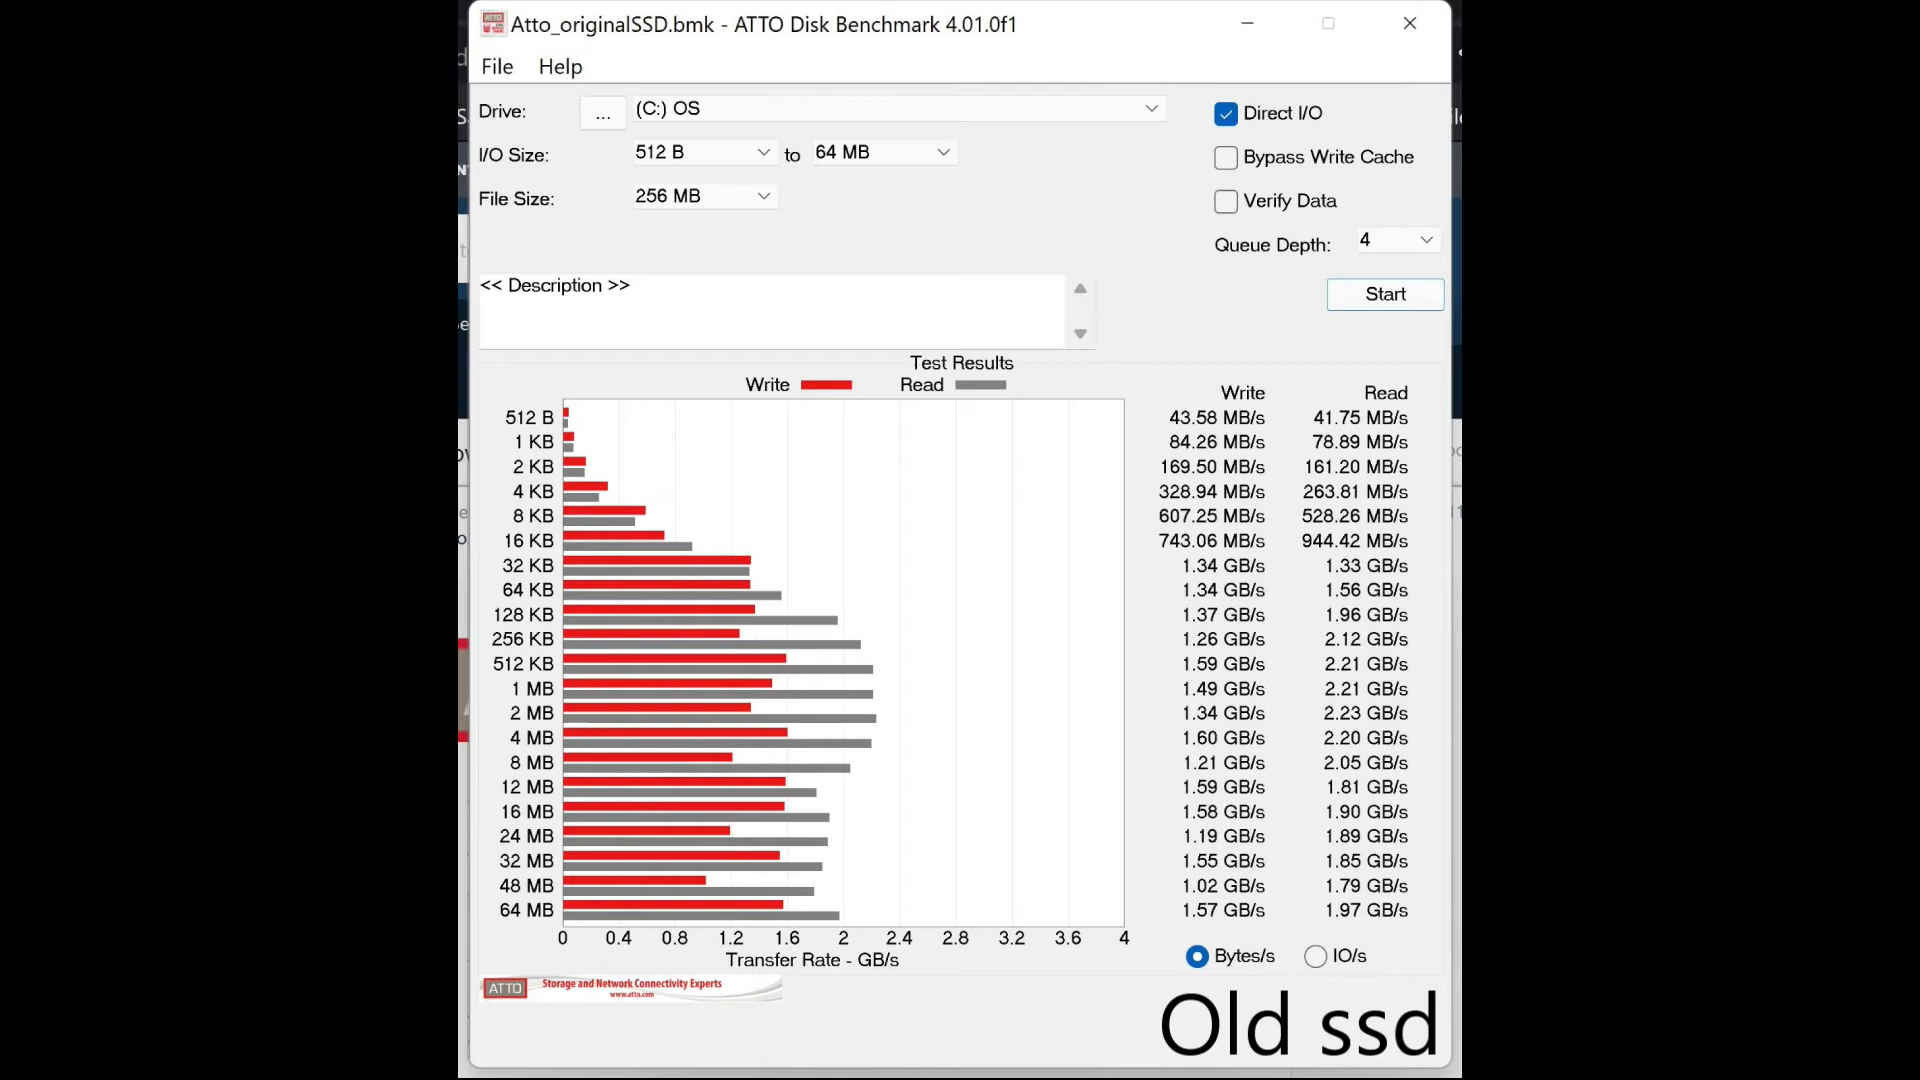 Atto_originalSSD.bmk - ATTO Disk Benchmark 4.01.0f1
File Help
Drive: ... (C:) OS
Direct I/O
I/O Size: 512 B to 64 MB
Bypass Write Cache
File Size: 256 MB
Verify Data
Queue Depth: 4
<< Description >>
Start
Test Results
Write Read
Write Read
512 B 43.58 MB/s 41.75 MB/s
1 KB 84.26 MB/s 78.89 MB/s
2 KB 169.50 MB/s 161.20 MB/s
4 KB 328.94 MB/s 263.81 MB/s
8 KB 607.25 MB/s 528.26 MB/s
16 KB 743.06 MB/s 944.42 MB/s
32 KB 1.34 GB/s 1.33 GB/s
64 KB 1.34 GB/s 1.56 GB/s
128 KB 1.37 GB/s 1.96 GB/s
256 KB 1.26 GB/s 2.12 GB/s
512 KB 1.59 GB/s 2.21 GB/s
1 MB 1.49 GB/s 2.21 GB/s
2 MB 1.34 GB/s 2.23 GB/s
4 MB 1.60 GB/s 2.20 GB/s
8 MB 1.21 GB/s 2.05 GB/s
12 MB 1.59 GB/s 1.81 GB/s
16 MB 1.58 GB/s 1.90 GB/s
24 MB 1.19 GB/s 1.89 GB/s
32 MB 1.55 GB/s 1.85 GB/s
48 MB 1.02 GB/s 1.79 GB/s
64 MB 1.57 GB/s 1.97 GB/s
0 0.4 0.8 1.2 1.6 2 2.4 2.8 3.2 3.6 4
Transfer Rate - GB/s
Bytes/s IO/s
ATTO Storage and Network Connectivity Experts
www.atto.com
Old ssd